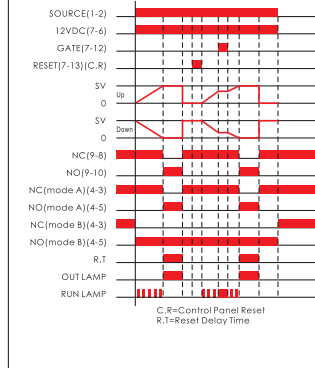 SOURCE(1-2)
12VDC(7-6)
GATE(7-12)
RESET(7-13)(C.R)
SV
Up
0
SV
Down
0
NC(9-8)
NO(9-10)
NC(mode A)(4-3)
NO(mode A)(4-5)
NC(mode B)(4-3)
NO(mode B)(4-5)
R.T
OUT LAMP
RUN LAMP
C.R=Control Panel Reset
R.T=Reset Delay Time